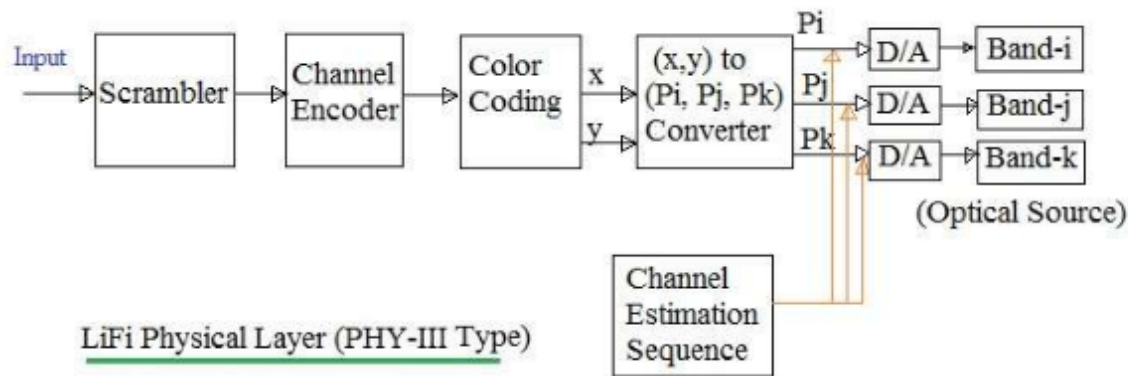 Input
Scrambler
Channel
Encoder
Color
Coding
x
y
(x,y) to
(Pi, Pj, Pk)
Converter
Pi
D/A
Band-i
Pj
D/A
Band-j
Pk
D/A
Band-k
(Optical Source)
Channel
Estimation
Sequence
LiFi Physical Layer (PHY-III Type)